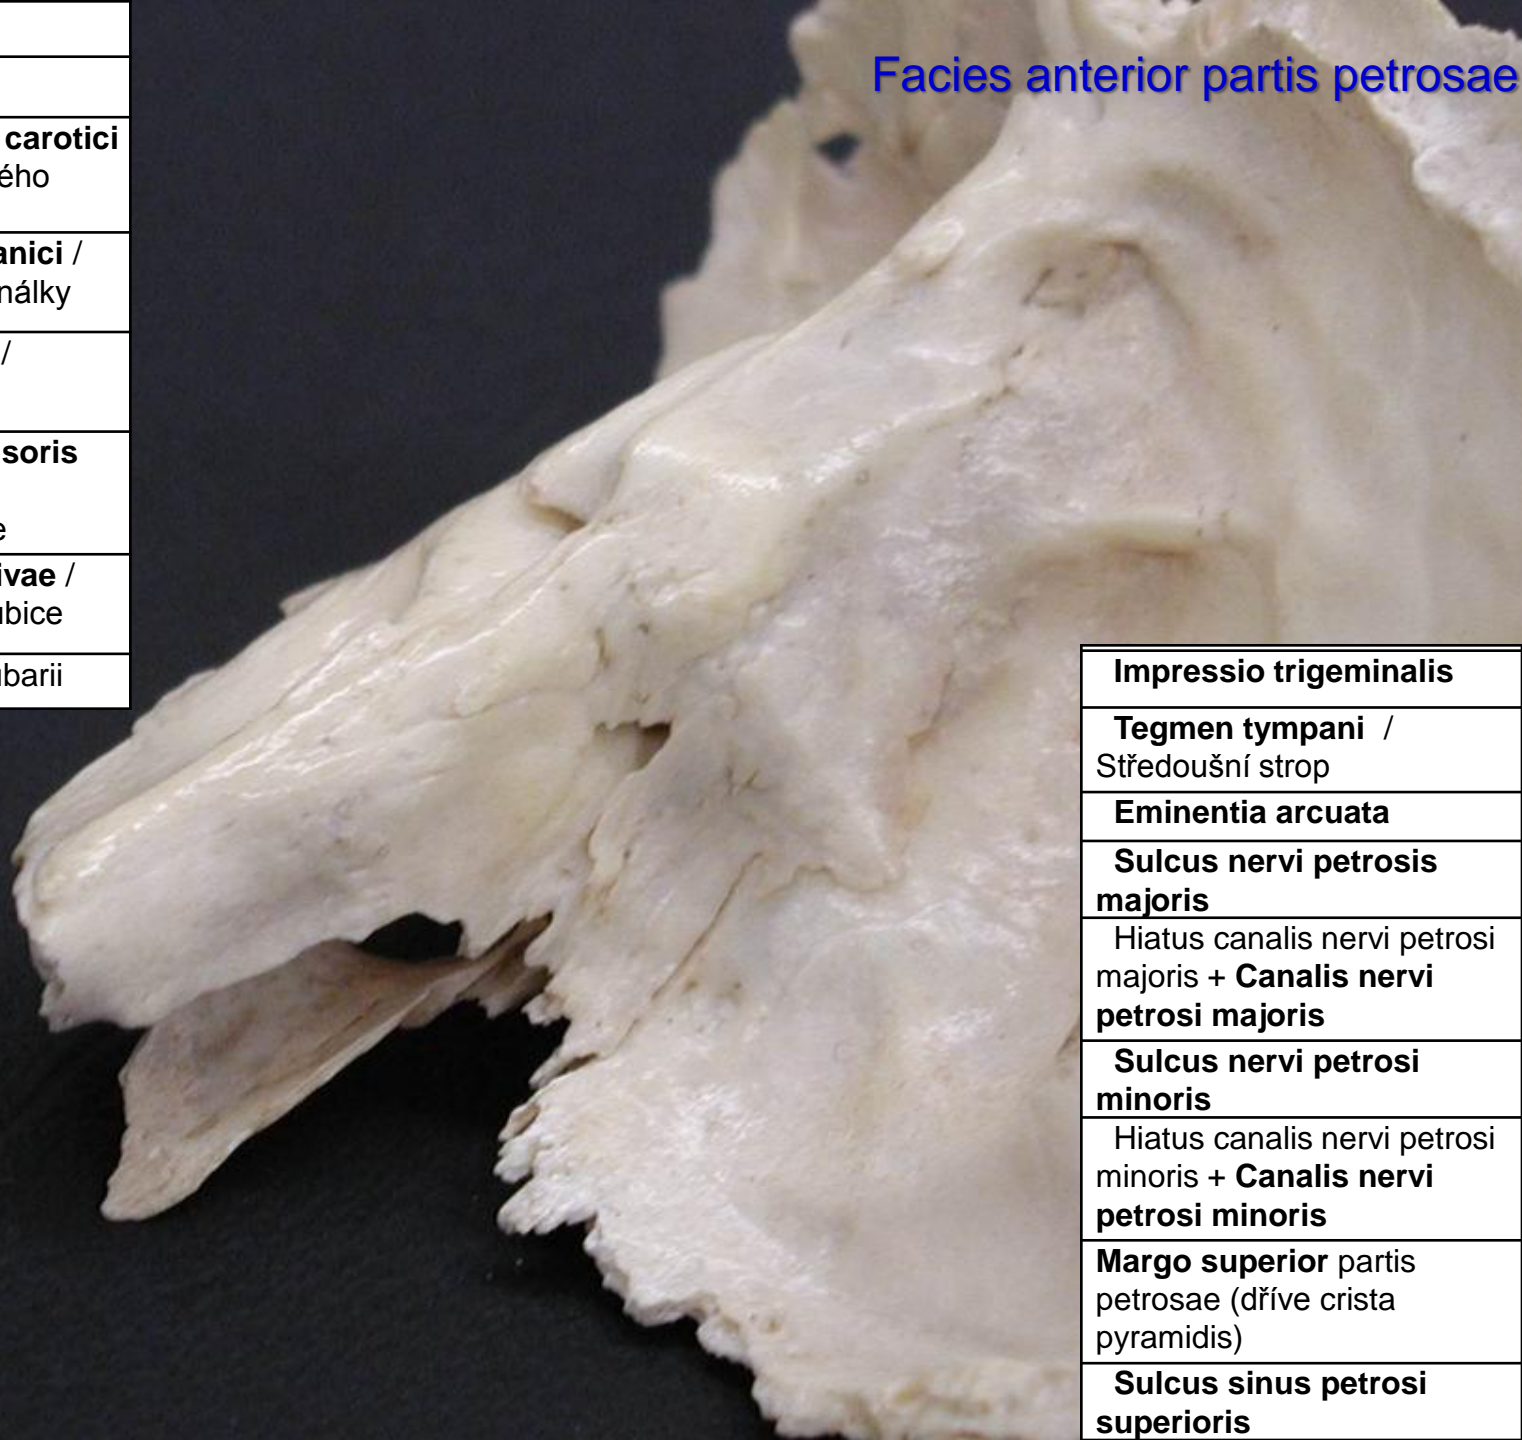 Facies anterior partis petrosae
carotici
ého
anici /
nálky
/
soris
e
ivae /
ubice
ubarii
Impressio trigeminalis
Tegmen tympani /
Středoušní strop
Eminentia arcuata
Sulcus nervi petrosis
majoris
Hiatus canalis nervi petrosi
majoris + Canalis nervi
petrosi majoris
Sulcus nervi petrosi
minoris
Hiatus canalis nervi petrosi
minoris + Canalis nervi
petrosi minoris
Margo superior partis
petrosae (dříve crista
pyramidis)
Sulcus sinus petrosi
superioris